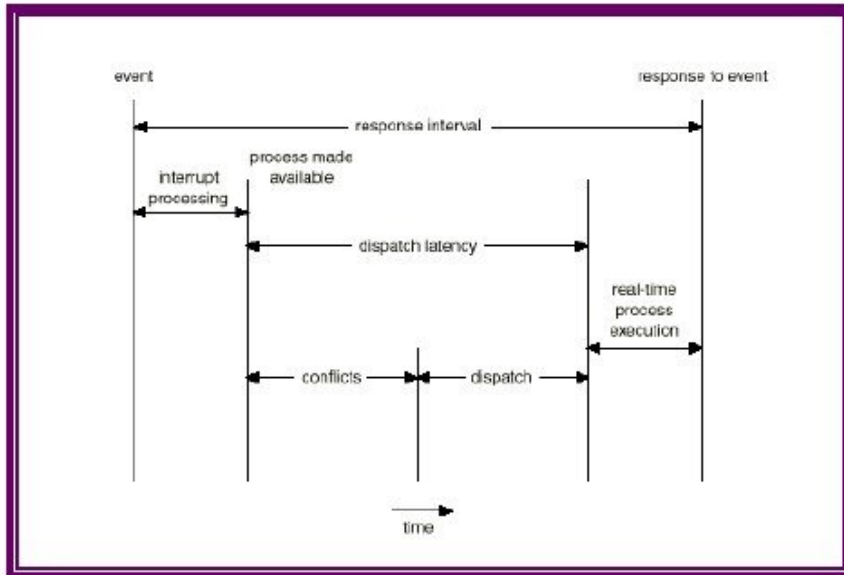 event
response to event
response interval
process made
available
interrupt
processing
dispatch latency
real-time
process
execution
conflicts
dispatch
time